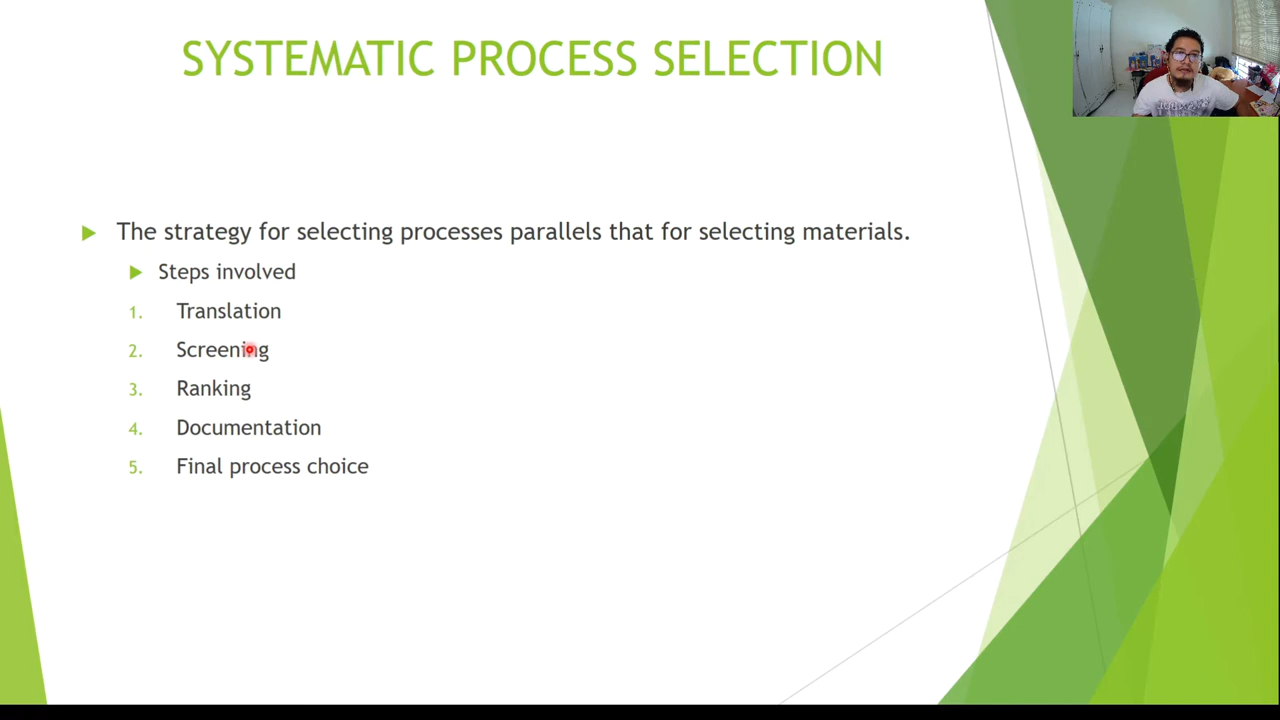 SYSTEMATIC PROCESS SELECTION
The strategy for selecting processes parallels that for selecting materials.
Steps involved
1. Translation
2. Screening
3. Ranking
4. Documentation
5. Final process choice